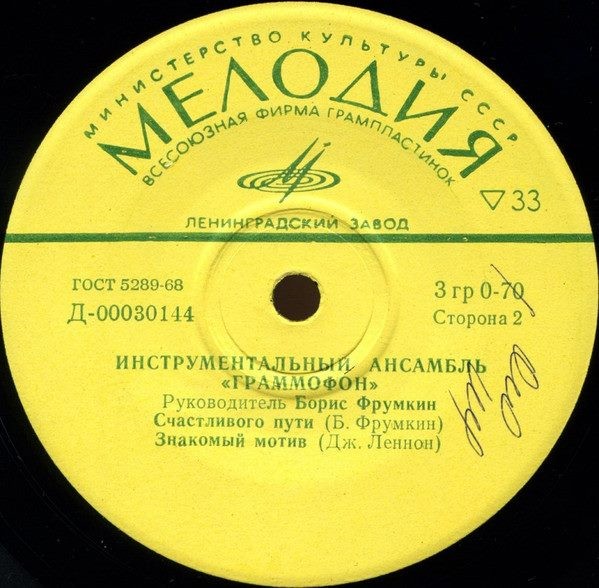 МИНИСТЕРСТВО КУЛЬТУРЫ СССР
МЕЛОДИЯ
ВСЕСОЮЗНАЯ ФИРМА ГРАМПЛАСТИНОК
33
ЛЕНИНГРАДСКИЙ ЗАВОД
ГОСТ 5289-68
3 гр 0-70
Д-00030144
Сторона 2
ИНСТРУМЕНТАЛЬНЫЙ АНСАМБЛЬ
«ГРАММОФОН»
Руководитель Борис Фрумкин
Счастливого пути (Б. Фрумкин)
Знакомый мотив (Дж. Леннон)